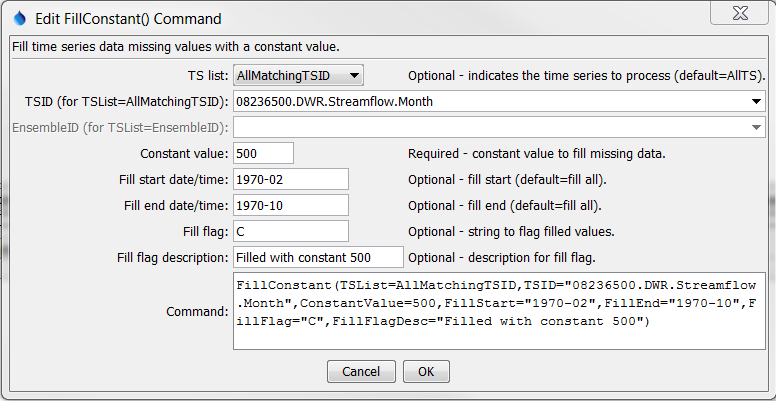 Edit FillConstant() Command
Fill time series data missing values with a constant value.
TS list: AllMatchingTSID Optional - indicates the time series to process (default=AllTS).
TSID (for TSList=AllMatchingTSID): 08236500.DWR.Streamflow.Month
EnsembleID (for TSList=EnsembleID):
Constant value: 500 Required - constant value to fill missing data.
Fill start date/time: 1970-02 Optional - fill start (default=fill all).
Fill end date/time: 1970-10 Optional - fill end (default=fill all).
Fill flag: C Optional - string to flag filled values.
Fill flag description: Filled with constant 500 Optional - description for fill flag.
Command:
FillConstant(TSList=AllMatchingTSID,TSID="08236500.DWR.Streamflow
.Month",ConstantValue=500,FillStart="1970-02",FillEnd="1970-10",F
illFlag="C",FillFlagDesc="Filled with constant 500")
Cancel OK